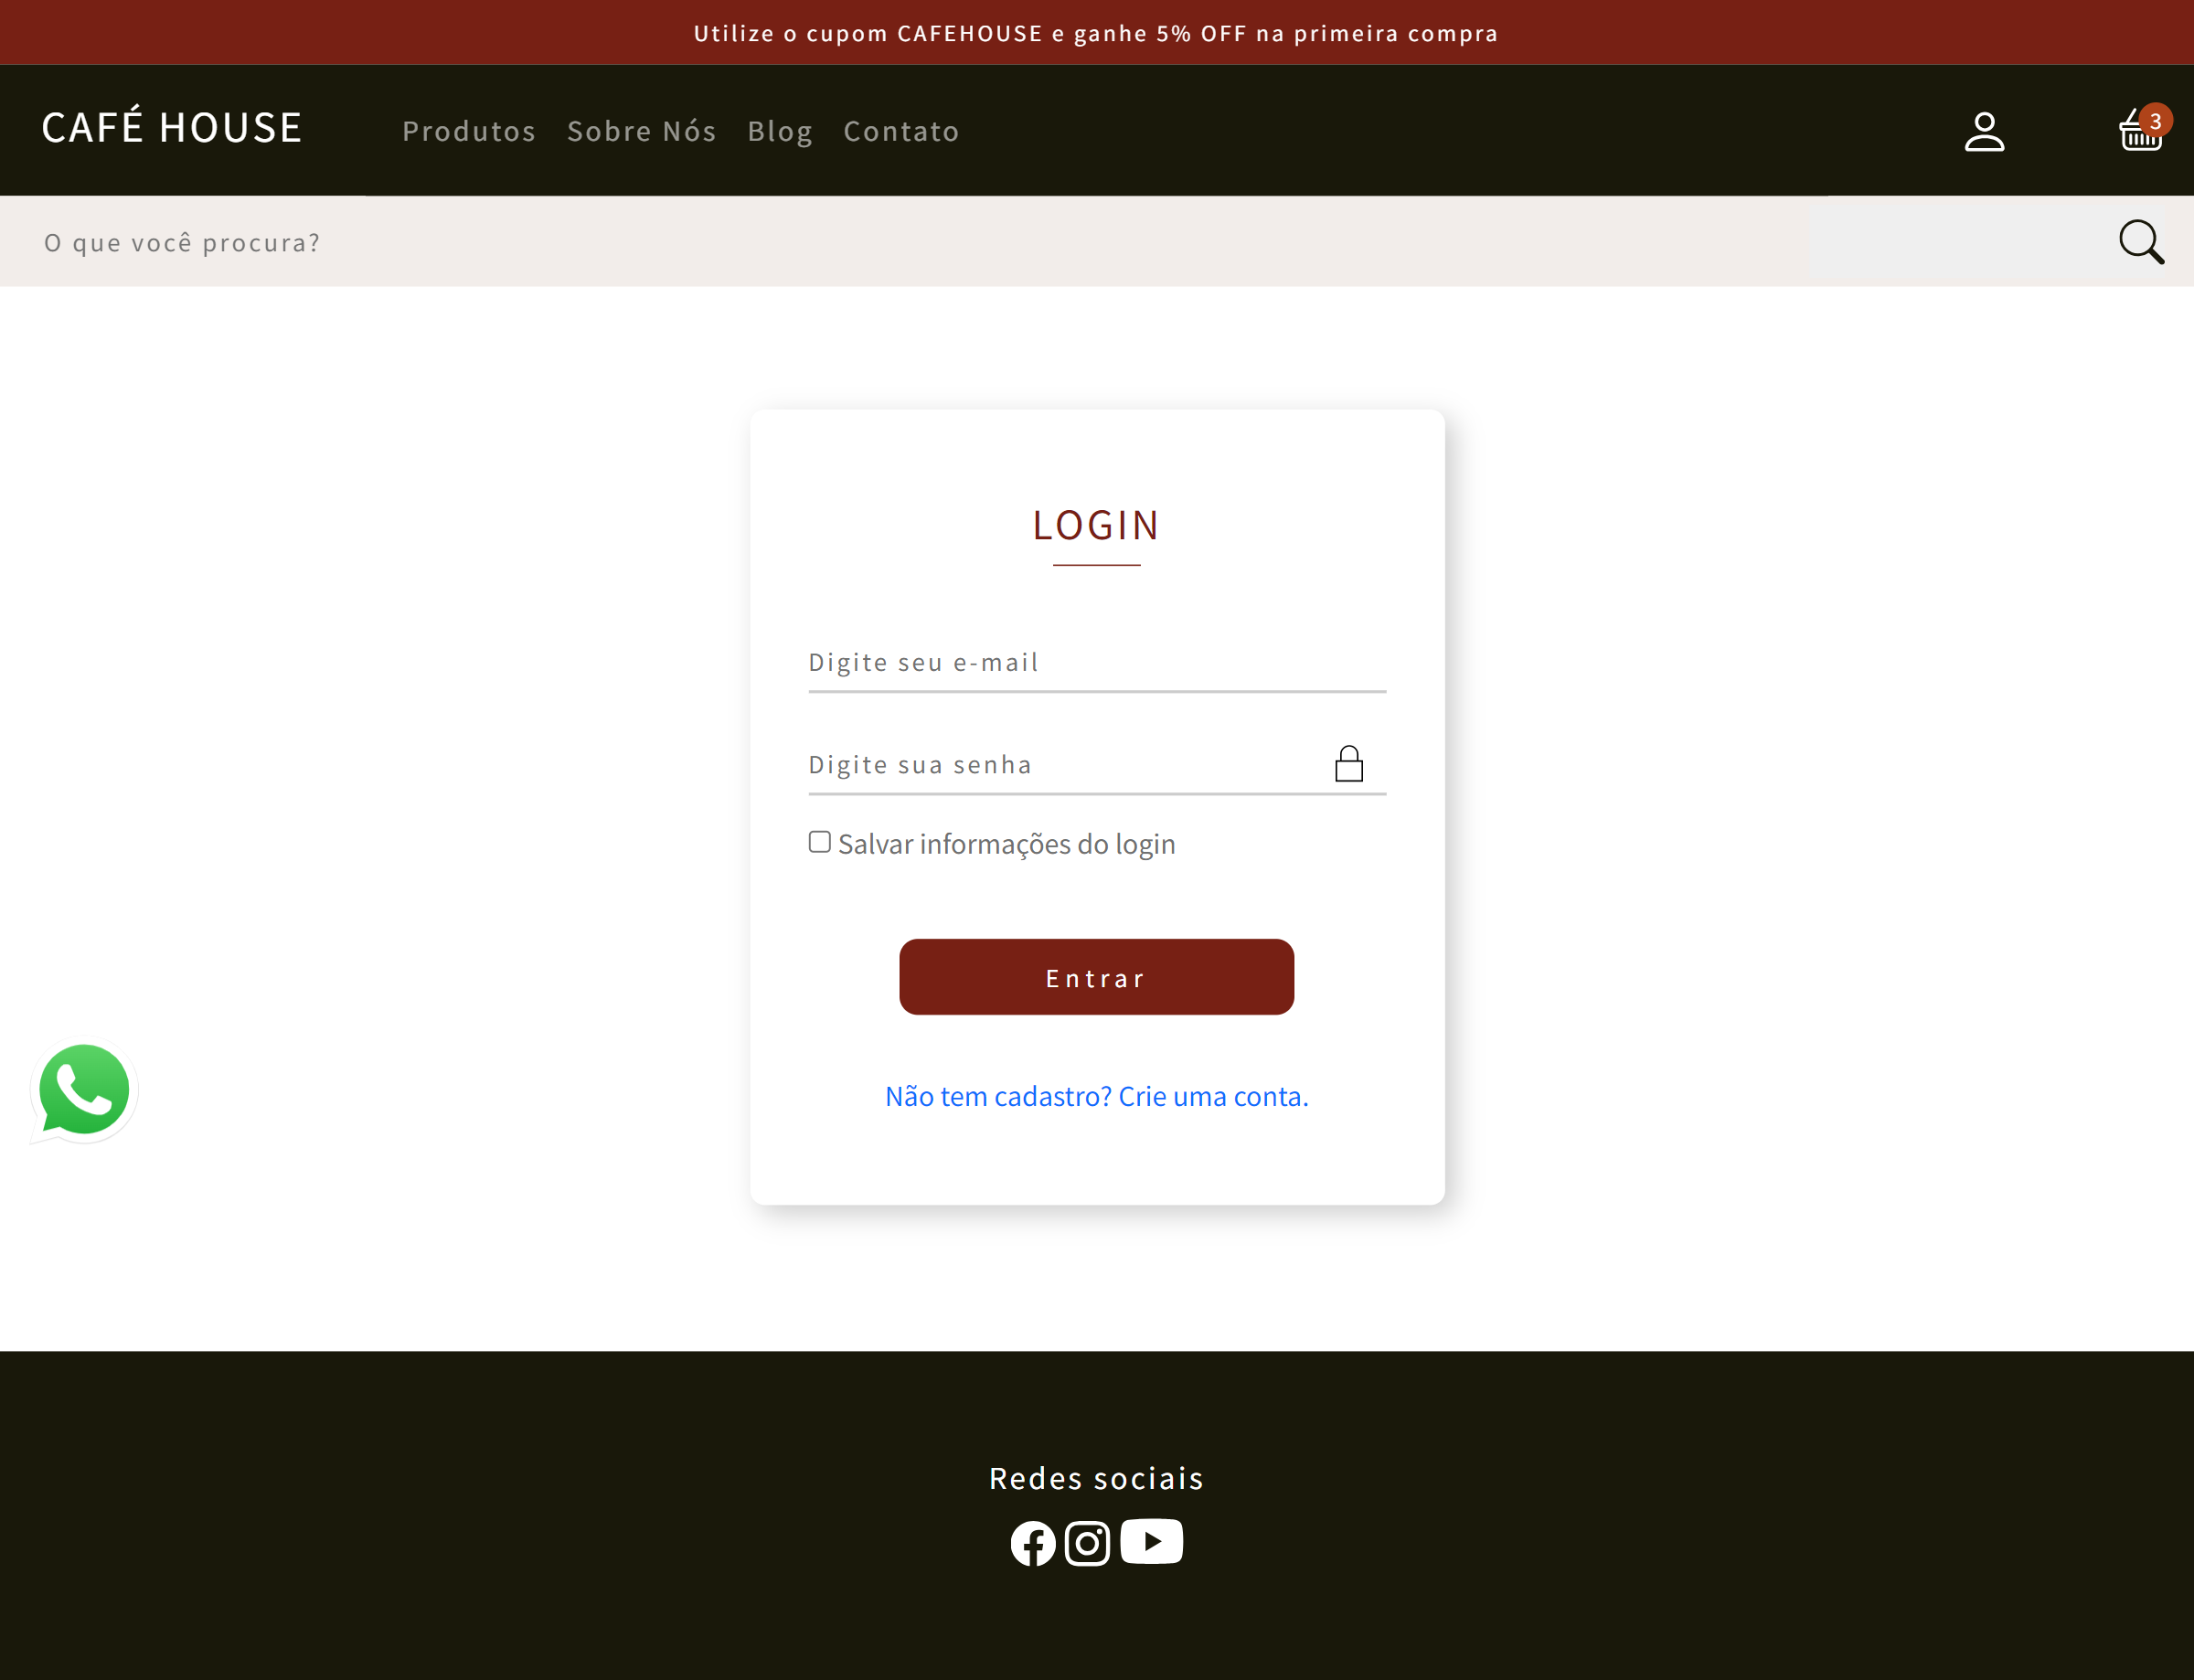 Utilize o cupom CAFEHOUSE e ganhe 5% OFF na primeira compra
CAFÉ HOUSE Produtos Sobre Nós Blog Contato 3
O que você procura?
LOGIN
Digite seu e-mail
Digite sua senha
Salvar informações do login
Entrar
Não tem cadastro? Crie uma conta.
Redes sociais